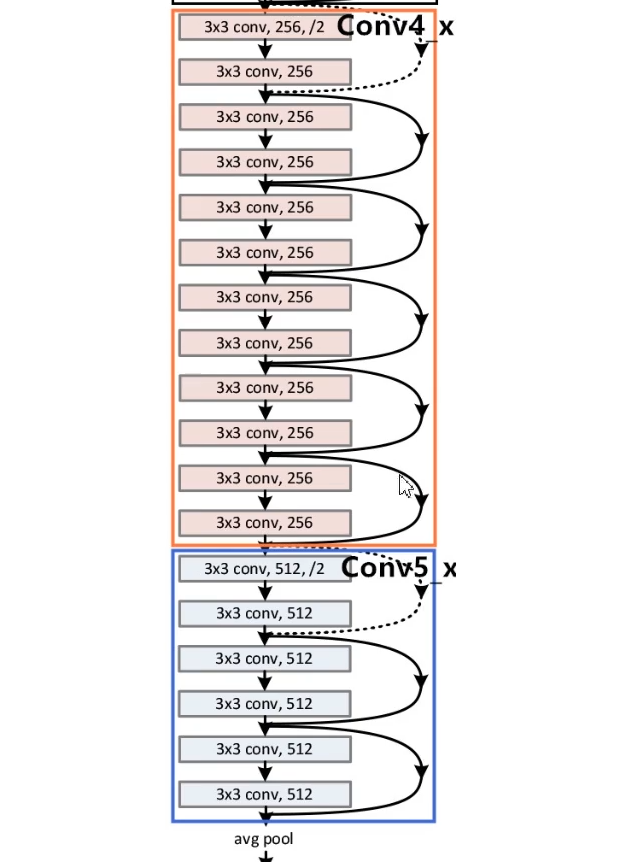 3x3 conv, 256, /2 Conv4_x
3x3 conv, 256
3x3 conv, 256
3x3 conv, 256
3x3 conv, 256
3x3 conv, 256
3x3 conv, 256
3x3 conv, 256
3x3 conv, 256
3x3 conv, 256
3x3 conv, 256
3x3 conv, 256
3x3 conv, 512, /2 Conv5_x
3x3 conv, 512
3x3 conv, 512
3x3 conv, 512
3x3 conv, 512
3x3 conv, 512
avg pool